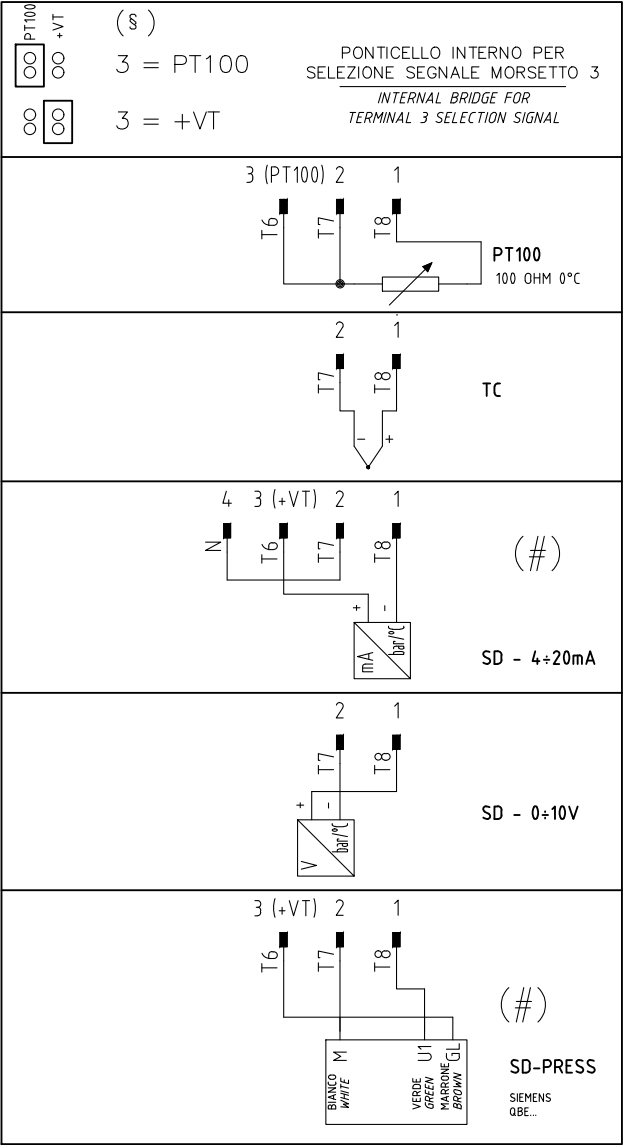 PT100 +VT
(§)
3 = PT100
3 = +VT
PONTICELLO INTERNO PER
SELEZIONE SEGNALE MORSETTO 3
INTERNAL BRIDGE FOR
TERMINAL 3 SELECTION SIGNAL
3 (PT100) 2 1
T6 T7 T8
PT100
100 OHM 0°C
2 1
T7 T8
TC
- +
4 3 (+VT) 2 1
N T6 T7 T8
(#)
+ -
mA bar/°C
SD - 4÷20mA
2 1
T7 T8
+ -
V bar/°C
SD - 0÷10V
3 (+VT) 2 1
T6 T7 T8
(#)
M U1 GL
BIANCO
WHITE
VERDE
GREEN
MARRONE
BROWN
SD-PRESS
SIEMENS
QBE...